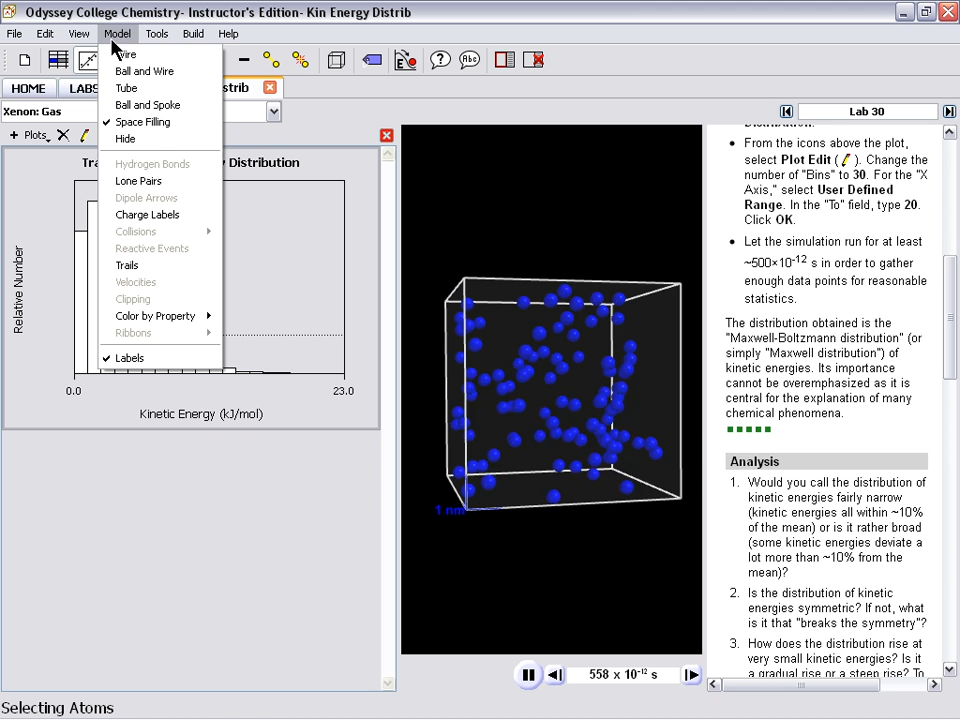 Odyssey College Chemistry- Instructor's Edition- Kin Energy Distrib
File Edit View Model Tools Build Help
HOME LABS strib
Xenon: Gas
Lab 30
+ Plots
Ball and Wire
Tube
Ball and Spoke
Space Filling
Hide
Hydrogen Bonds
Lone Pairs
Dipole Arrows
Charge Labels
Collisions
Reactive Events
Trails
Velocities
Clipping
Color by Property
Ribbons
Labels
Distribution
Relative Number
0.0 23.0
Kinetic Energy (kJ/mol)
1 nm
558 x 10⁻¹² s
Distribution.
• From the icons above the plot,
select Plot Edit ( ). Change the
number of "Bins" to 30. For the "X
Axis," select User Defined
Range. In the "To" field, type 20.
Click OK.
• Let the simulation run for at least
~500×10⁻¹² s in order to gather
enough data points for reasonable
statistics.
The distribution obtained is the
"Maxwell-Boltzmann distribution" (or
simply "Maxwell distribution") of
kinetic energies. Its importance
cannot be overemphasized as it is
central for the explanation of many
chemical phenomena.
Analysis
1. Would you call the distribution of
kinetic energies fairly narrow
(kinetic energies all within ~10%
of the mean) or is it rather broad
(some kinetic energies deviate a
lot more than ~10% from the
mean)?
2. Is the distribution of kinetic
energies symmetric? If not, what
is it that "breaks the symmetry"?
3. How does the distribution rise at
very small kinetic energies? Is it
a gradual rise or a steep rise? To
Selecting Atoms